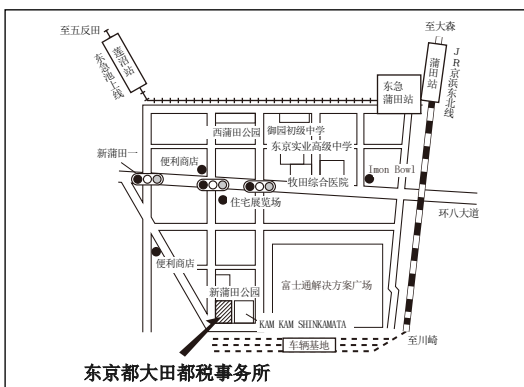 至五反田
莲沼站
东急池上线
至大森
蒲田站
JR京浜东北线
东急
蒲田站
西蒲田公园
御园初级中学
东京实业高级中学
新蒲田一
便利商店
牧田综合医院
Imon Bowl
住宅展览场
环八大道
便利商店
新蒲田公园
富士通解决方案广场
KAM KAM SHINKAMATA
车辆基地
至川崎
东京都大田都税事务所